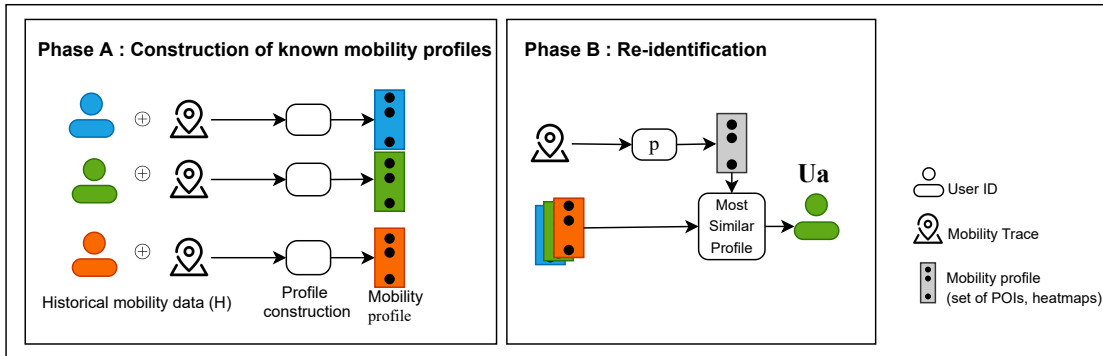 Phase A : Construction of known mobility profiles
Historical mobility data (H)
Profile
construction
Mobility
profile
Phase B : Re-identification
p
Most
Similar
Profile
Ua
User ID
Mobility Trace
Mobility profile
(set of POIs, heatmaps)